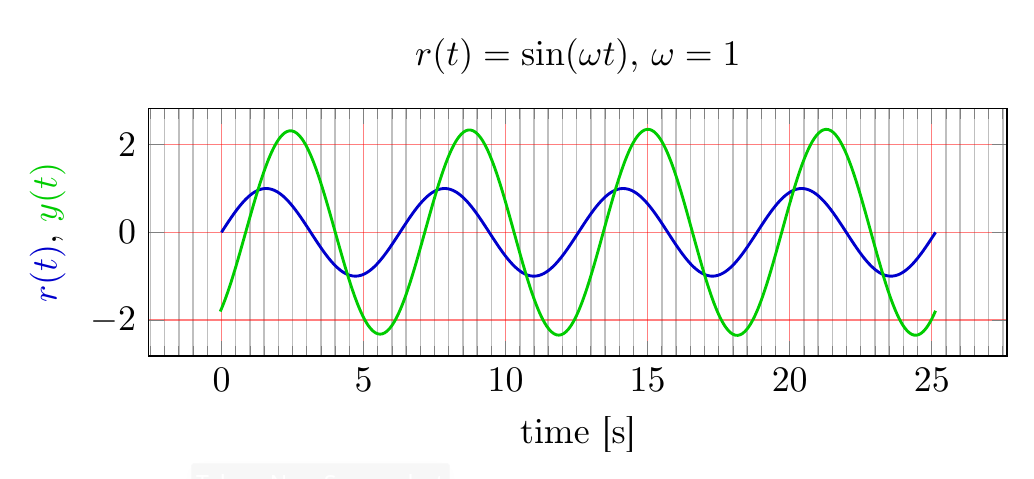 r(t) = sin(ωt), ω = 1
r(t), y(t)
2
0
−2
0 5 10 15 20 25
time [s]